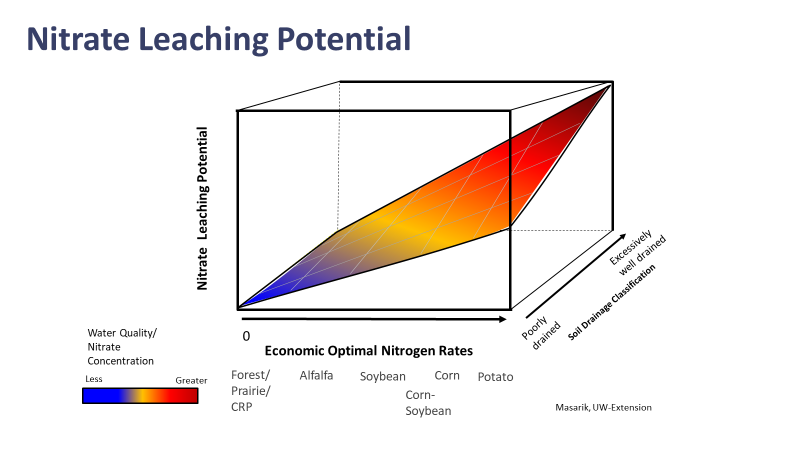 Nitrate Leaching Potential
Nitrate Leaching Potential
Excessively
well drained
Soil Drainage Classification
Poorly
drained
0
Economic Optimal Nitrogen Rates
Water Quality/
Nitrate
Concentration
Less
Greater
Forest/
Prairie/
CRP
Alfalfa
Soybean
Corn
Potato
Corn-
Soybean
Masarik, UW-Extension